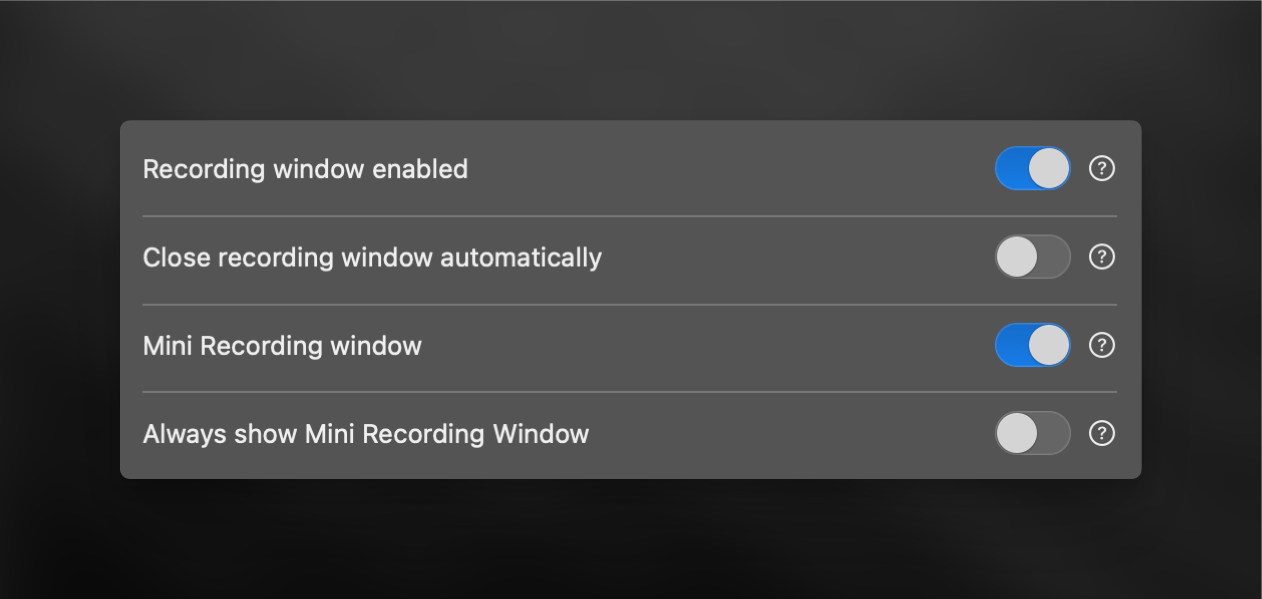 Recording window enabled ?
Close recording window automatically ?
Mini Recording window ?
Always show Mini Recording Window ?